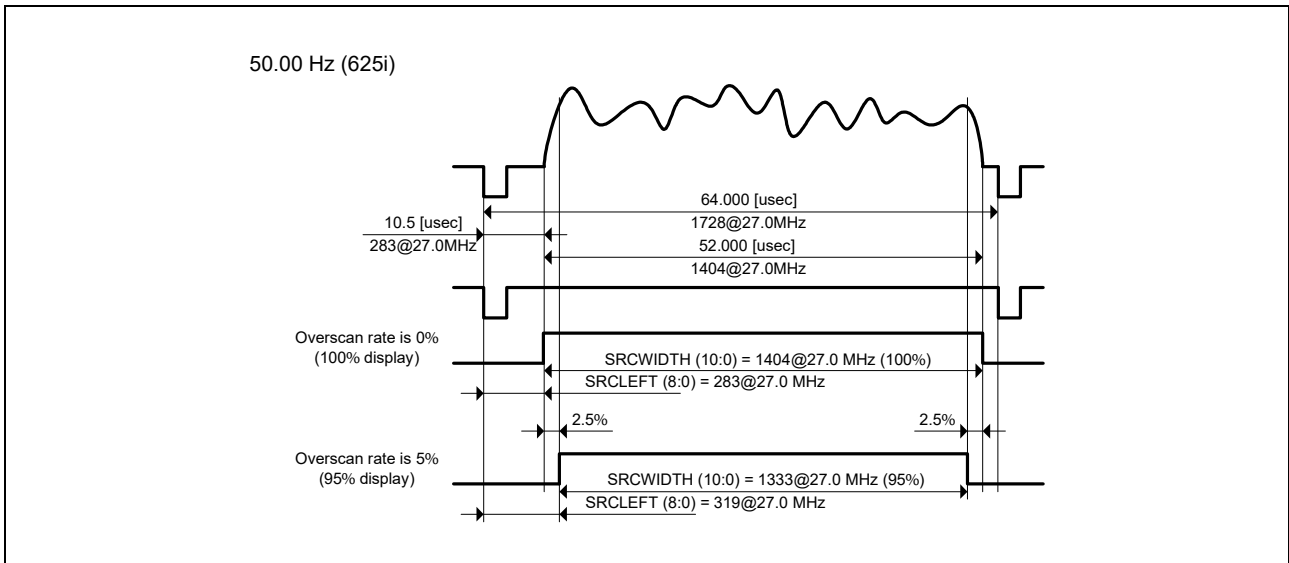 50.00 Hz (625i)
64.000 [usec]
1728@27.0MHz
10.5 [usec]
283@27.0MHz
52.000 [usec]
1404@27.0MHz
Overscan rate is 0%
(100% display)
SRCWIDTH (10:0) = 1404@27.0 MHz (100%)
SRCLEFT (8:0) = 283@27.0 MHz
2.5%
2.5%
Overscan rate is 5%
(95% display)
SRCWIDTH (10:0) = 1333@27.0 MHz (95%)
SRCLEFT (8:0) = 319@27.0 MHz